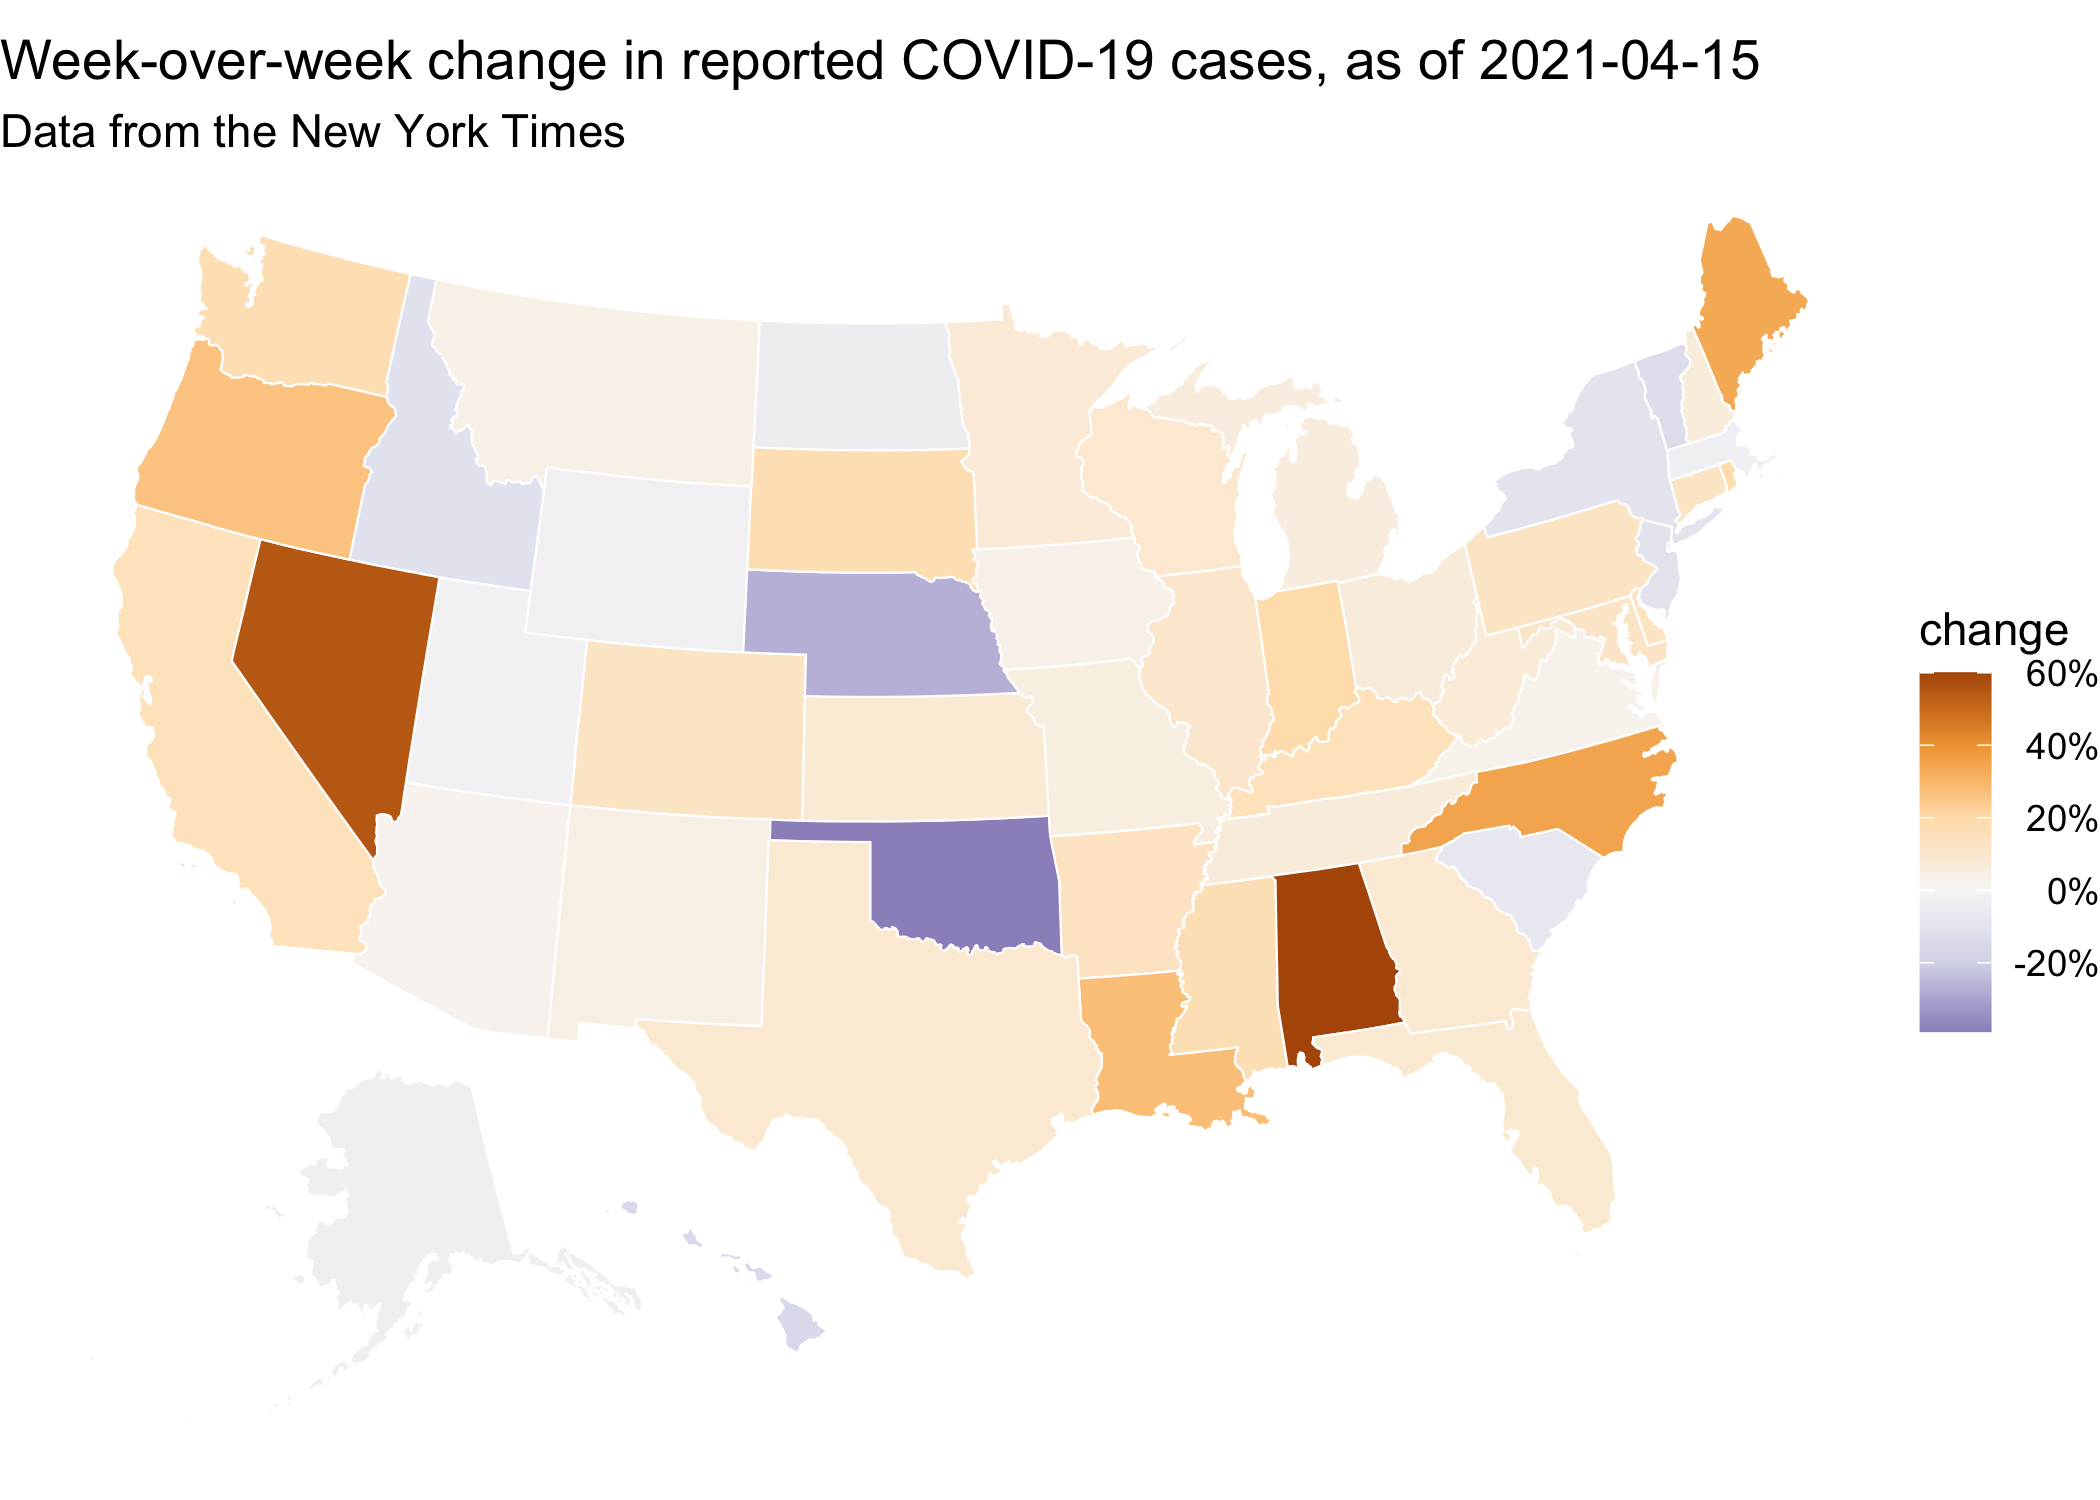 Week-over-week change in reported COVID-19 cases, as of 2021-04-15
Data from the New York Times
change
60%
40%
20%
0%
-20%